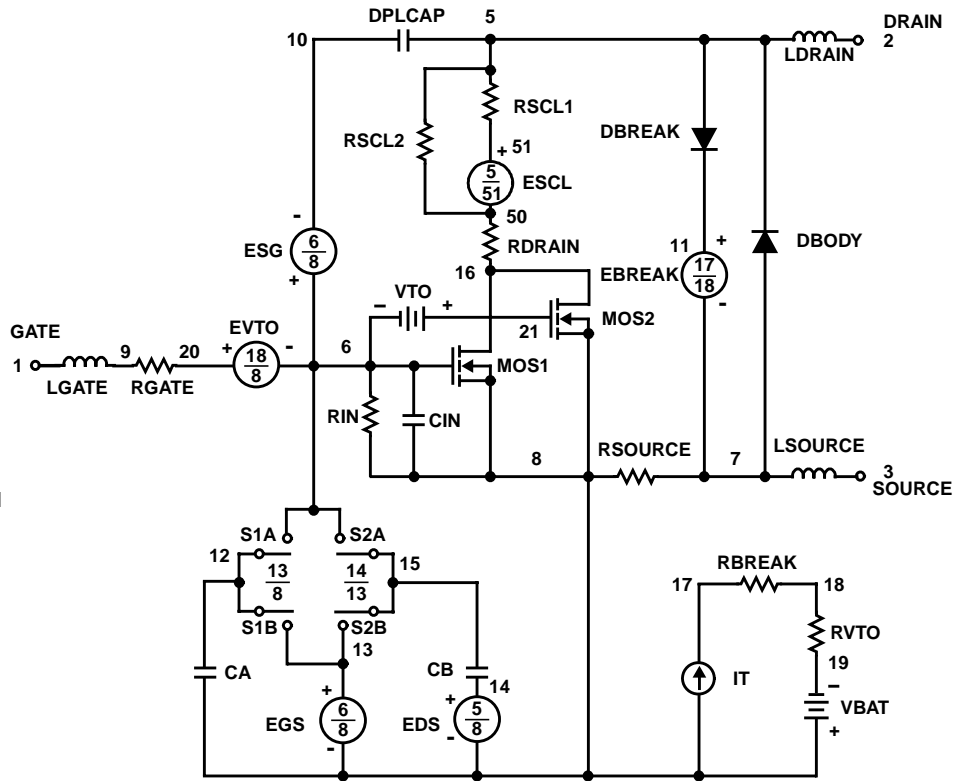 DPLCAP
5
DRAIN
2
10
LDRAIN
RSCL1
RSCL2
DBREAK
+ 51
5
51
ESCL
50
-
ESG
6
8
+
RDRAIN
11
+
EBREAK
17
18
-
DBODY
16
- VTO +
MOS2
21
GATE
1
9
20
EVTO
+
18
8
-
6
MOS1
LGATE
RGATE
RIN
CIN
8
RSOURCE
7
LSOURCE
3
SOURCE
S1A
S2A
12
13
8
14
13
15
S1B
S2B
13
RBREAK
17
18
RVTO
19
CA
CB
14
IT
-
VBAT
+
+
EGS
6
8
-
+
EDS
5
8
-